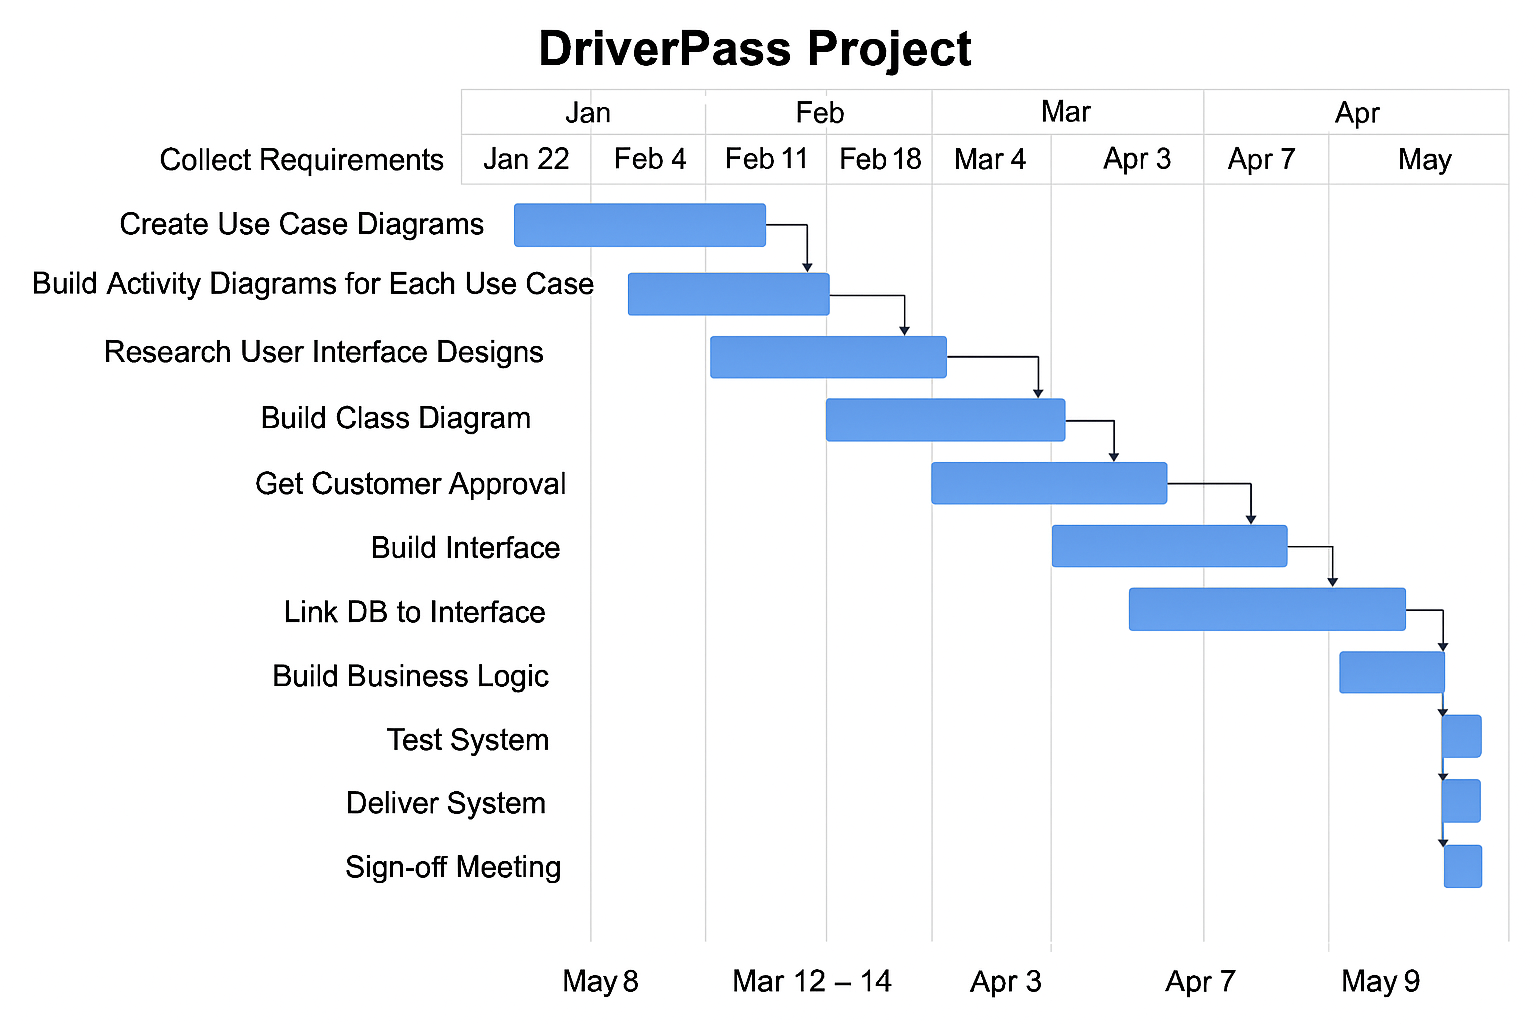 DriverPass Project
Jan Feb Mar Apr
Collect Requirements Jan 22 Feb 4 Feb 11 Feb 18 Mar 4 Apr 3 Apr 7 May
Create Use Case Diagrams
Build Activity Diagrams for Each Use Case
Research User Interface Designs
Build Class Diagram
Get Customer Approval
Build Interface
Link DB to Interface
Build Business Logic
Test System
Deliver System
Sign-off Meeting
May 8 Mar 12 – 14 Apr 3 Apr 7 May 9